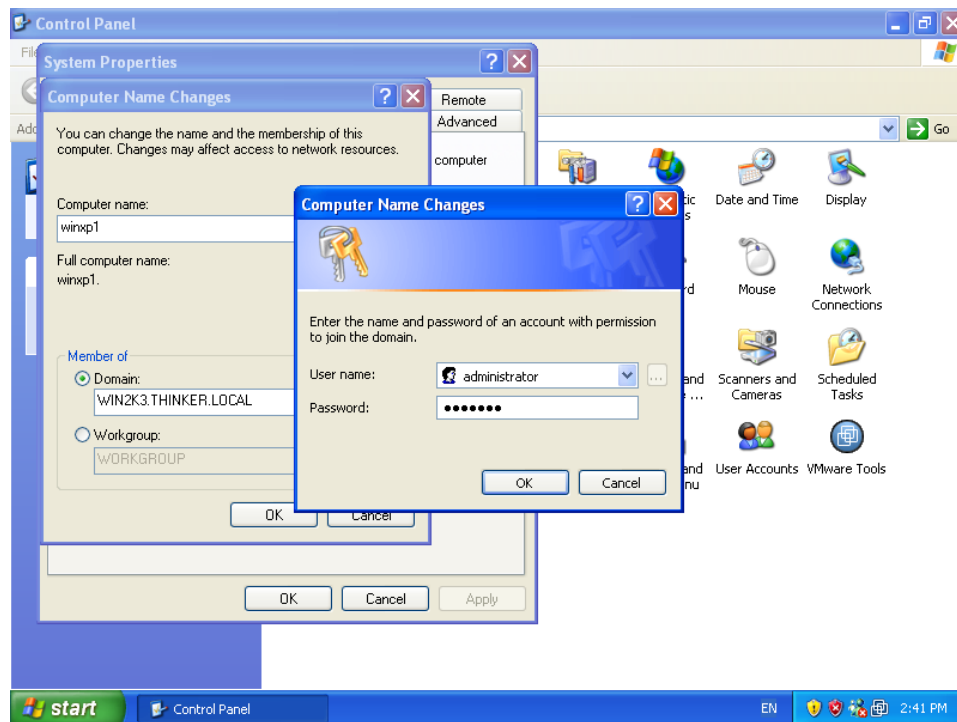 Control Panel
System Properties
Computer Name Changes
Remote
Advanced
You can change the name and the membership of this
computer. Changes may affect access to network resources.
computer
Go
Computer name:
winxp1
Full computer name:
winxp1.
Member of
Domain:
WIN2K3.THINKER.LOCAL
Workgroup:
WORKGROUP
OK
Cancel
OK Cancel Apply
Computer Name Changes
Enter the name and password of an account with permission
to join the domain.
User name:
administrator
...
Password:
•••••••
OK Cancel
Date and Time
Display
Mouse
Network
Connections
and
Scanners and
Cameras
Scheduled
Tasks
and
User Accounts
VMware Tools
start
Control Panel
EN
2:41 PM